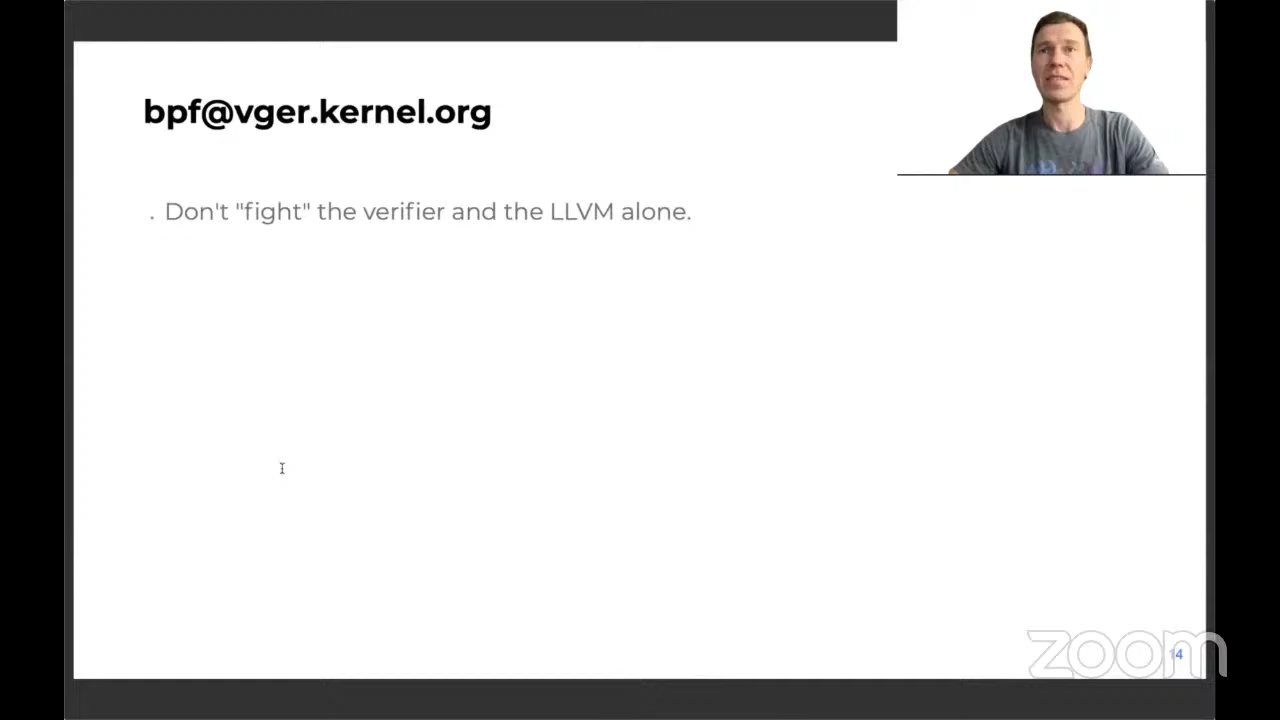 bpf@vger.kernel.org
. Don't "fight" the verifier and the LLVM alone.
zoom
14